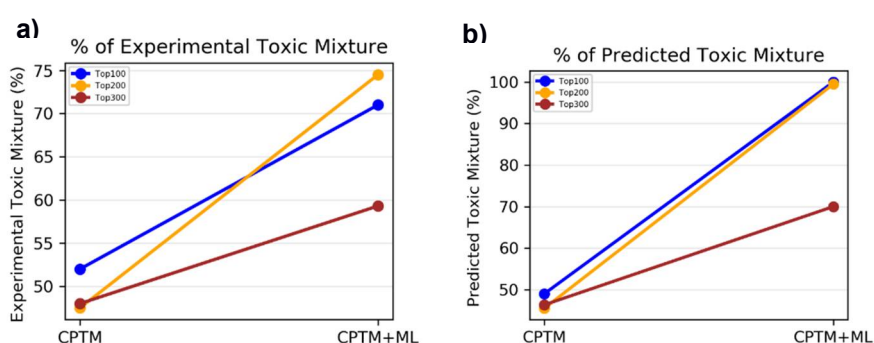 a)
% of Experimental Toxic Mixture
Experimental Toxic Mixture (%)
75
70
65
60
55
50
Top100
Top200
Top300
CPTM
CPTM+ML
b)
% of Predicted Toxic Mixture
Predicted Toxic Mixture (%)
100
90
80
70
60
50
Top100
Top200
Top300
CPTM
CPTM+ML